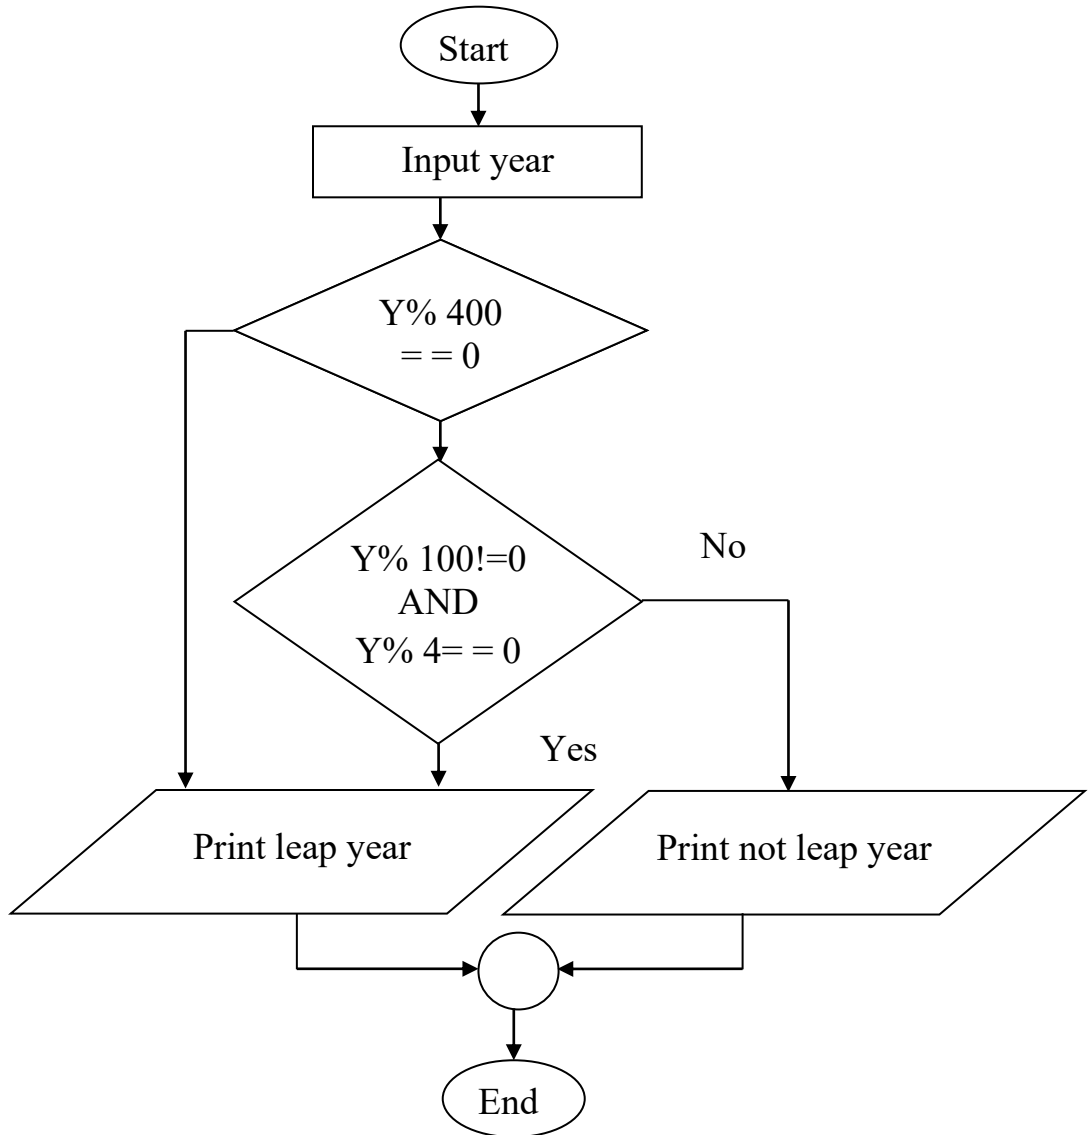 Start
Input year
Y% 400
= = 0
Y% 100!=0
AND
Y% 4= = 0
No
Yes
Print leap year
Print not leap year
End